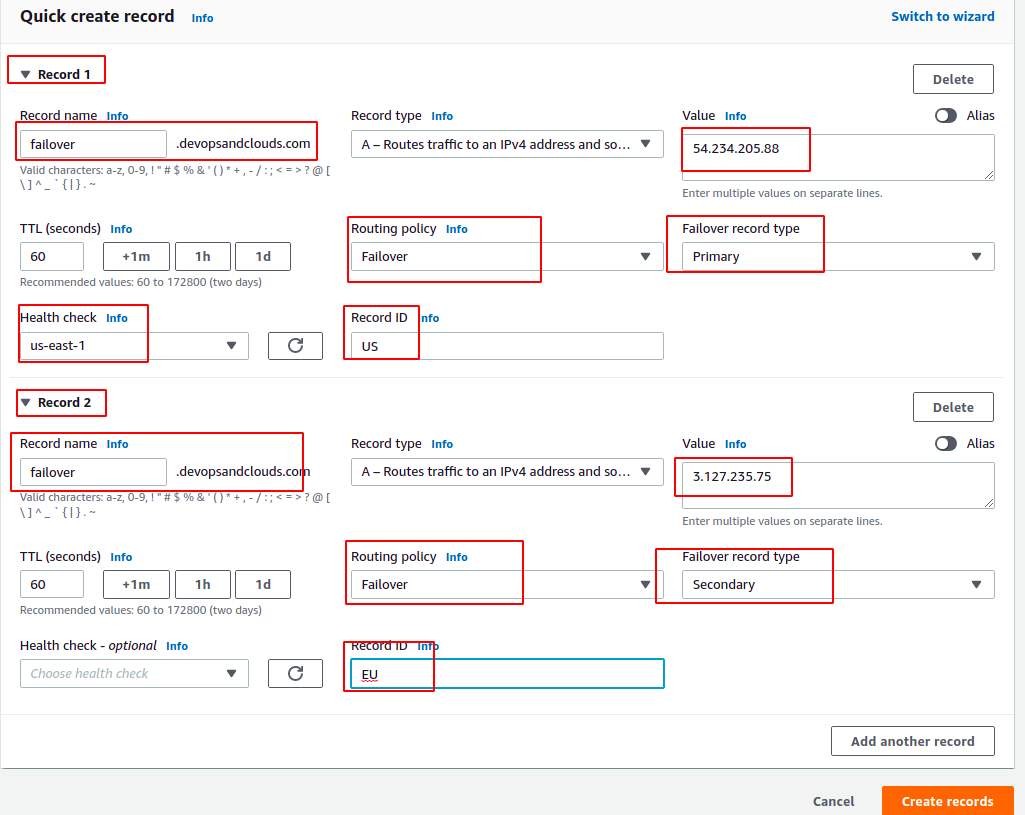 Quick create record Info Switch to wizard
Record 1
Delete
Record name Info Record type Info Value Info Alias
failover .devopsandclouds.com A – Routes traffic to an IPv4 address and so... 54.234.205.88
Valid characters: a-z, 0-9, ! " # $ % & ' ( ) * + , - / : ; < = > ? @ [
\ ] ^ _ ` { | } . ~
Enter multiple values on separate lines.
TTL (seconds) Info Routing policy Info Failover record type
60 +1m 1h 1d Failover Primary
Recommended values: 60 to 172800 (two days)
Health check Info Record ID nfo
us-east-1 US
Record 2
Delete
Record name Info Record type Info Value Info Alias
failover .devopsandclouds.com A – Routes traffic to an IPv4 address and so... 3.127.235.75
Valid characters: a-z, 0-9, ! " # $ % & ' ( ) * + , - / : ; < = > ? @ [
\ ] ^ _ ` { | } . ~
Enter multiple values on separate lines.
TTL (seconds) Info Routing policy Info Failover record type
60 +1m 1h 1d Failover Secondary
Recommended values: 60 to 172800 (two days)
Health check - optional Info Record ID Info
Choose health check EU
Add another record
Cancel Create records